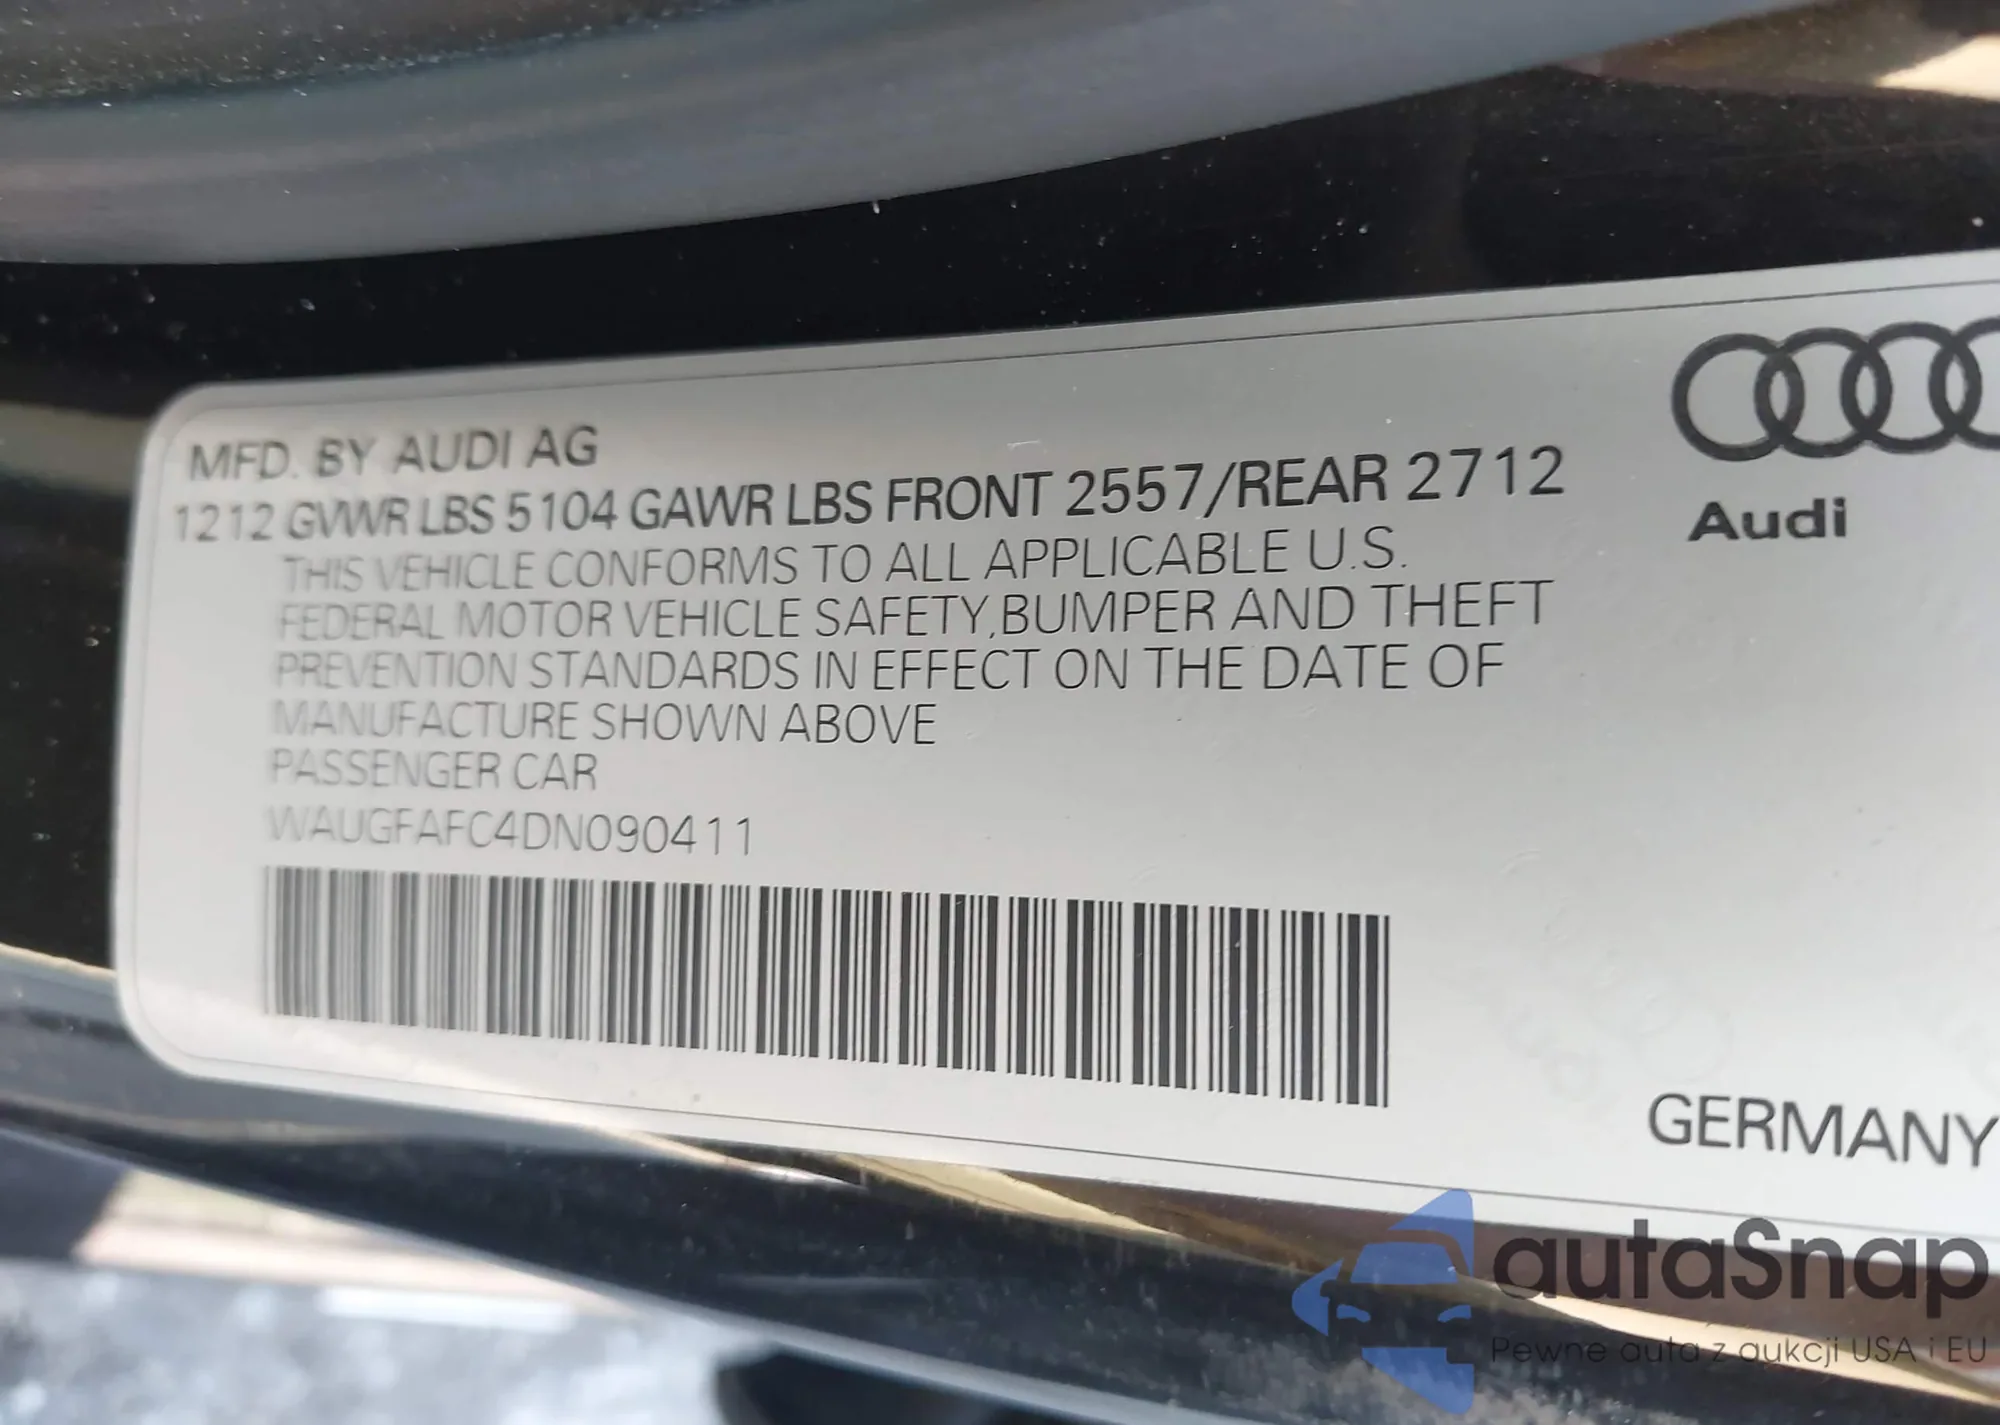 MFD. BY AUDI AG
1212 GVWR LBS 5104 GAWR LBS FRONT 2557/REAR 2712
THIS VEHICLE CONFORMS TO ALL APPLICABLE U.S.
FEDERAL MOTOR VEHICLE SAFETY,BUMPER AND THEFT
PREVENTION STANDARDS IN EFFECT ON THE DATE OF
MANUFACTURE SHOWN ABOVE
PASSENGER CAR
WAUGFAFC4DN090411
Audi
GERMANY
autaSnap
Pewne auta z aukcji USA i EU